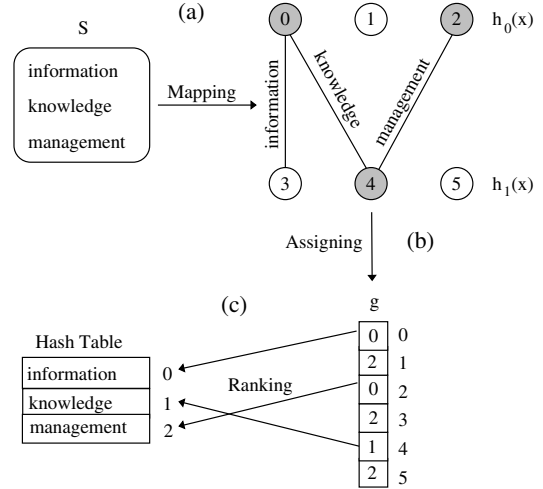 (a)
S
0 1 2 h0(x)
information
knowledge
management
Mapping
information
knowledge
management
3 4 5 h1(x)
Assigning
(b)
(c)
g
Hash Table
0 0
2 1
0 2
2 3
1 4
2 5
Ranking
information 0
knowledge 1
management 2